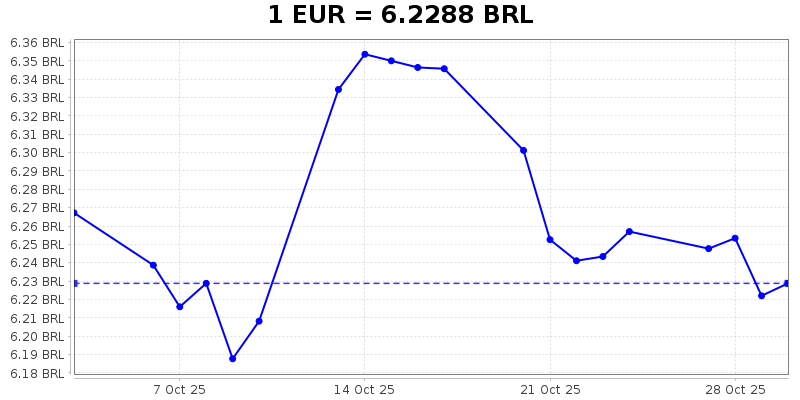 1 EUR = 6.2288 BRL
6.36 BRL
6.35 BRL
6.34 BRL
6.33 BRL
6.32 BRL
6.31 BRL
6.30 BRL
6.29 BRL
6.28 BRL
6.27 BRL
6.26 BRL
6.25 BRL
6.24 BRL
6.23 BRL
6.22 BRL
6.21 BRL
6.20 BRL
6.19 BRL
6.18 BRL
7 Oct 25 14 Oct 25 21 Oct 25 28 Oct 25